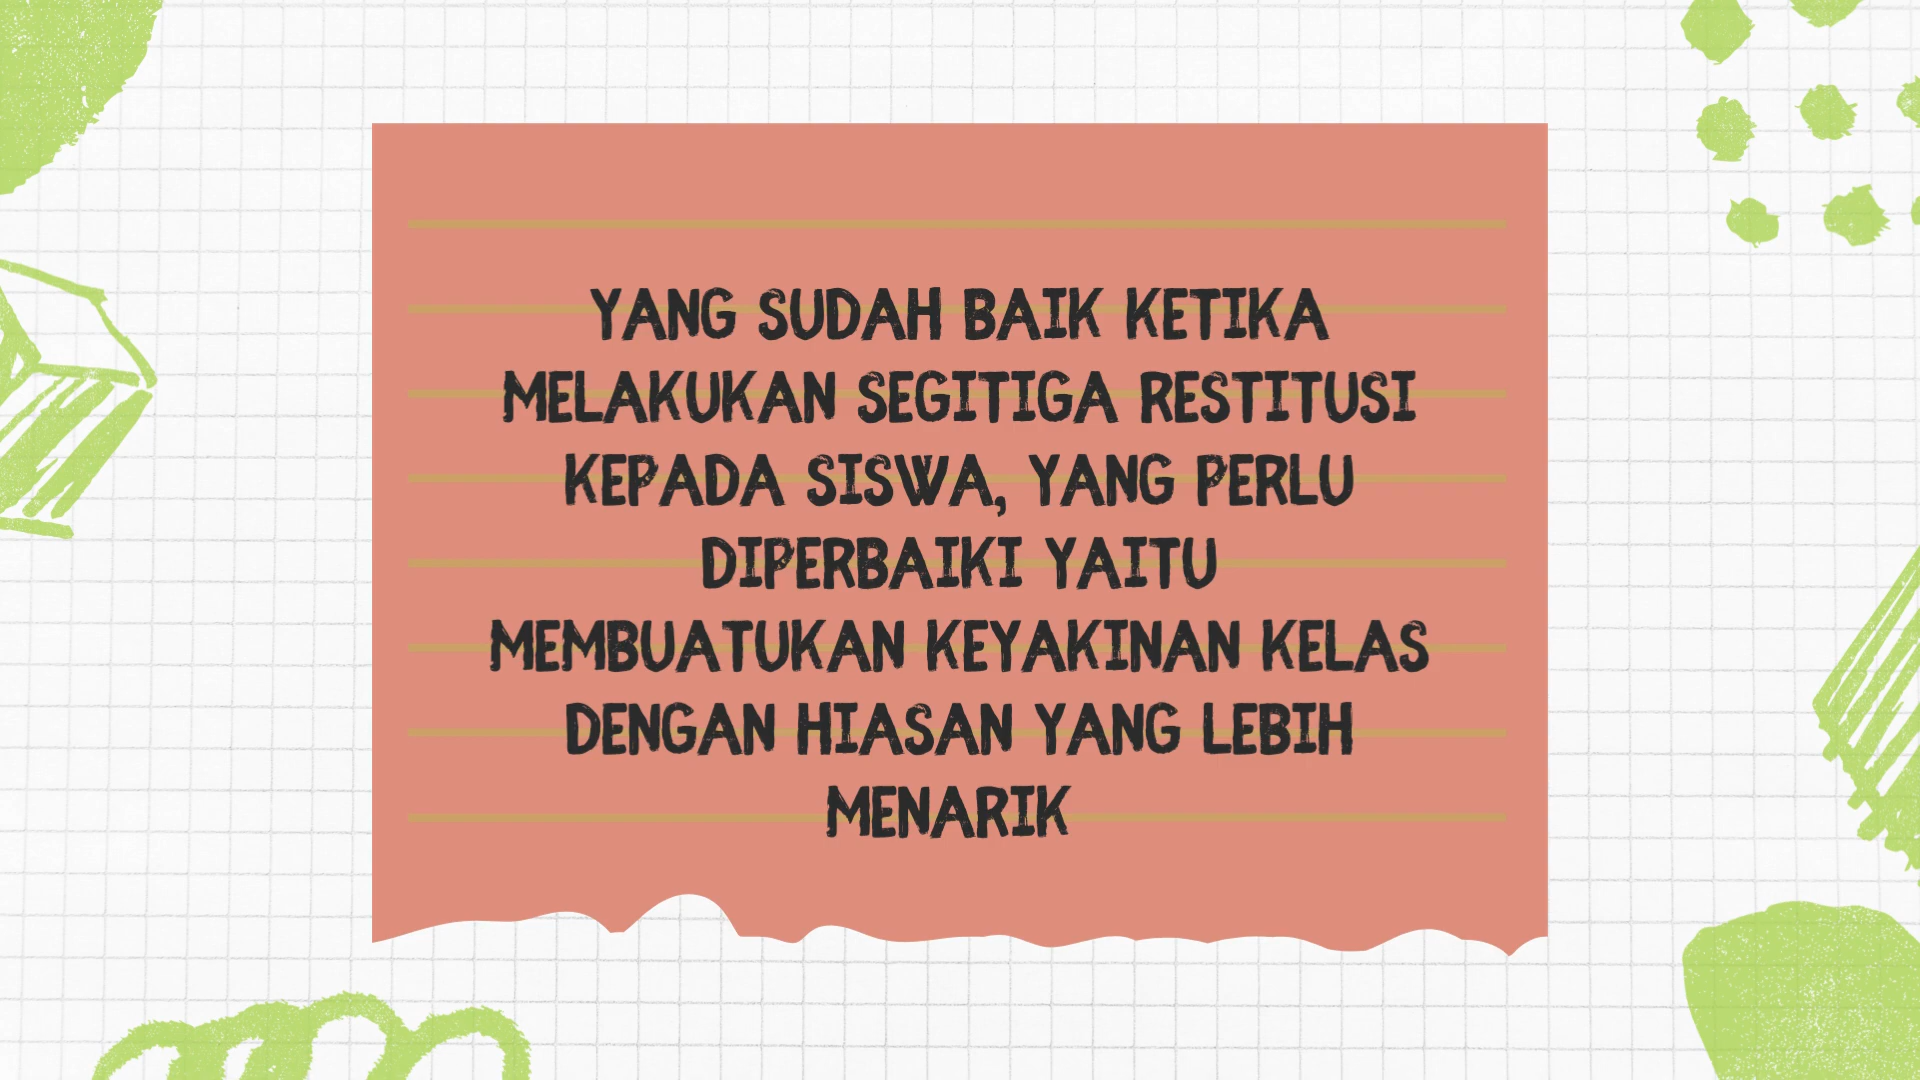 YANG SUDAH BAIK KETIKA
MELAKUKAN SEGITIGA RESTITUSI
KEPADA SISWA, YANG PERLU
DIPERBAIKI YAITU
MEMBUATUKAN KEYAKINAN KELAS
DENGAN HIASAN YANG LEBIH
MENARIK